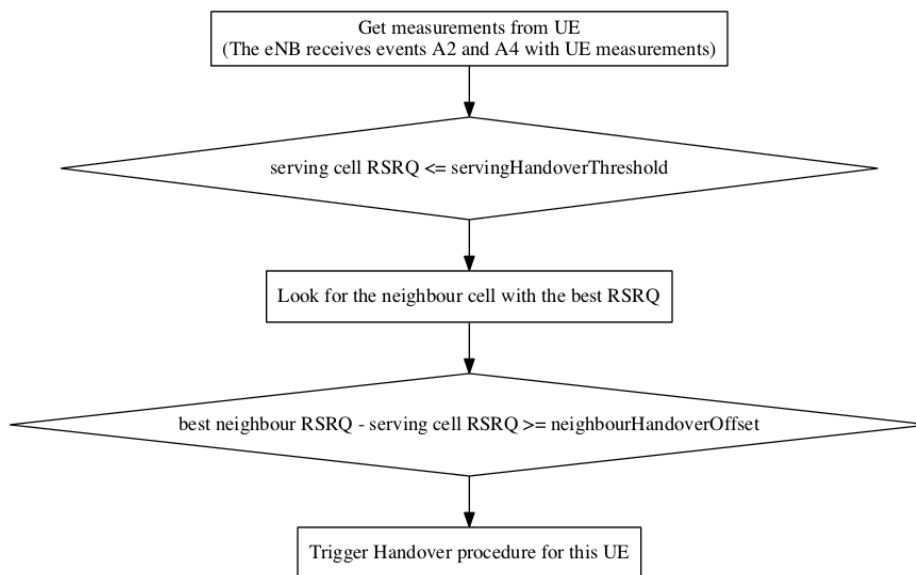 Get measurements from UE
(The eNB receives events A2 and A4 with UE measurements)
serving cell RSRQ <= servingHandoverThreshold
Look for the neighbour cell with the best RSRQ
best neighbour RSRQ - serving cell RSRQ >= neighbourHandoverOffset
Trigger Handover procedure for this UE